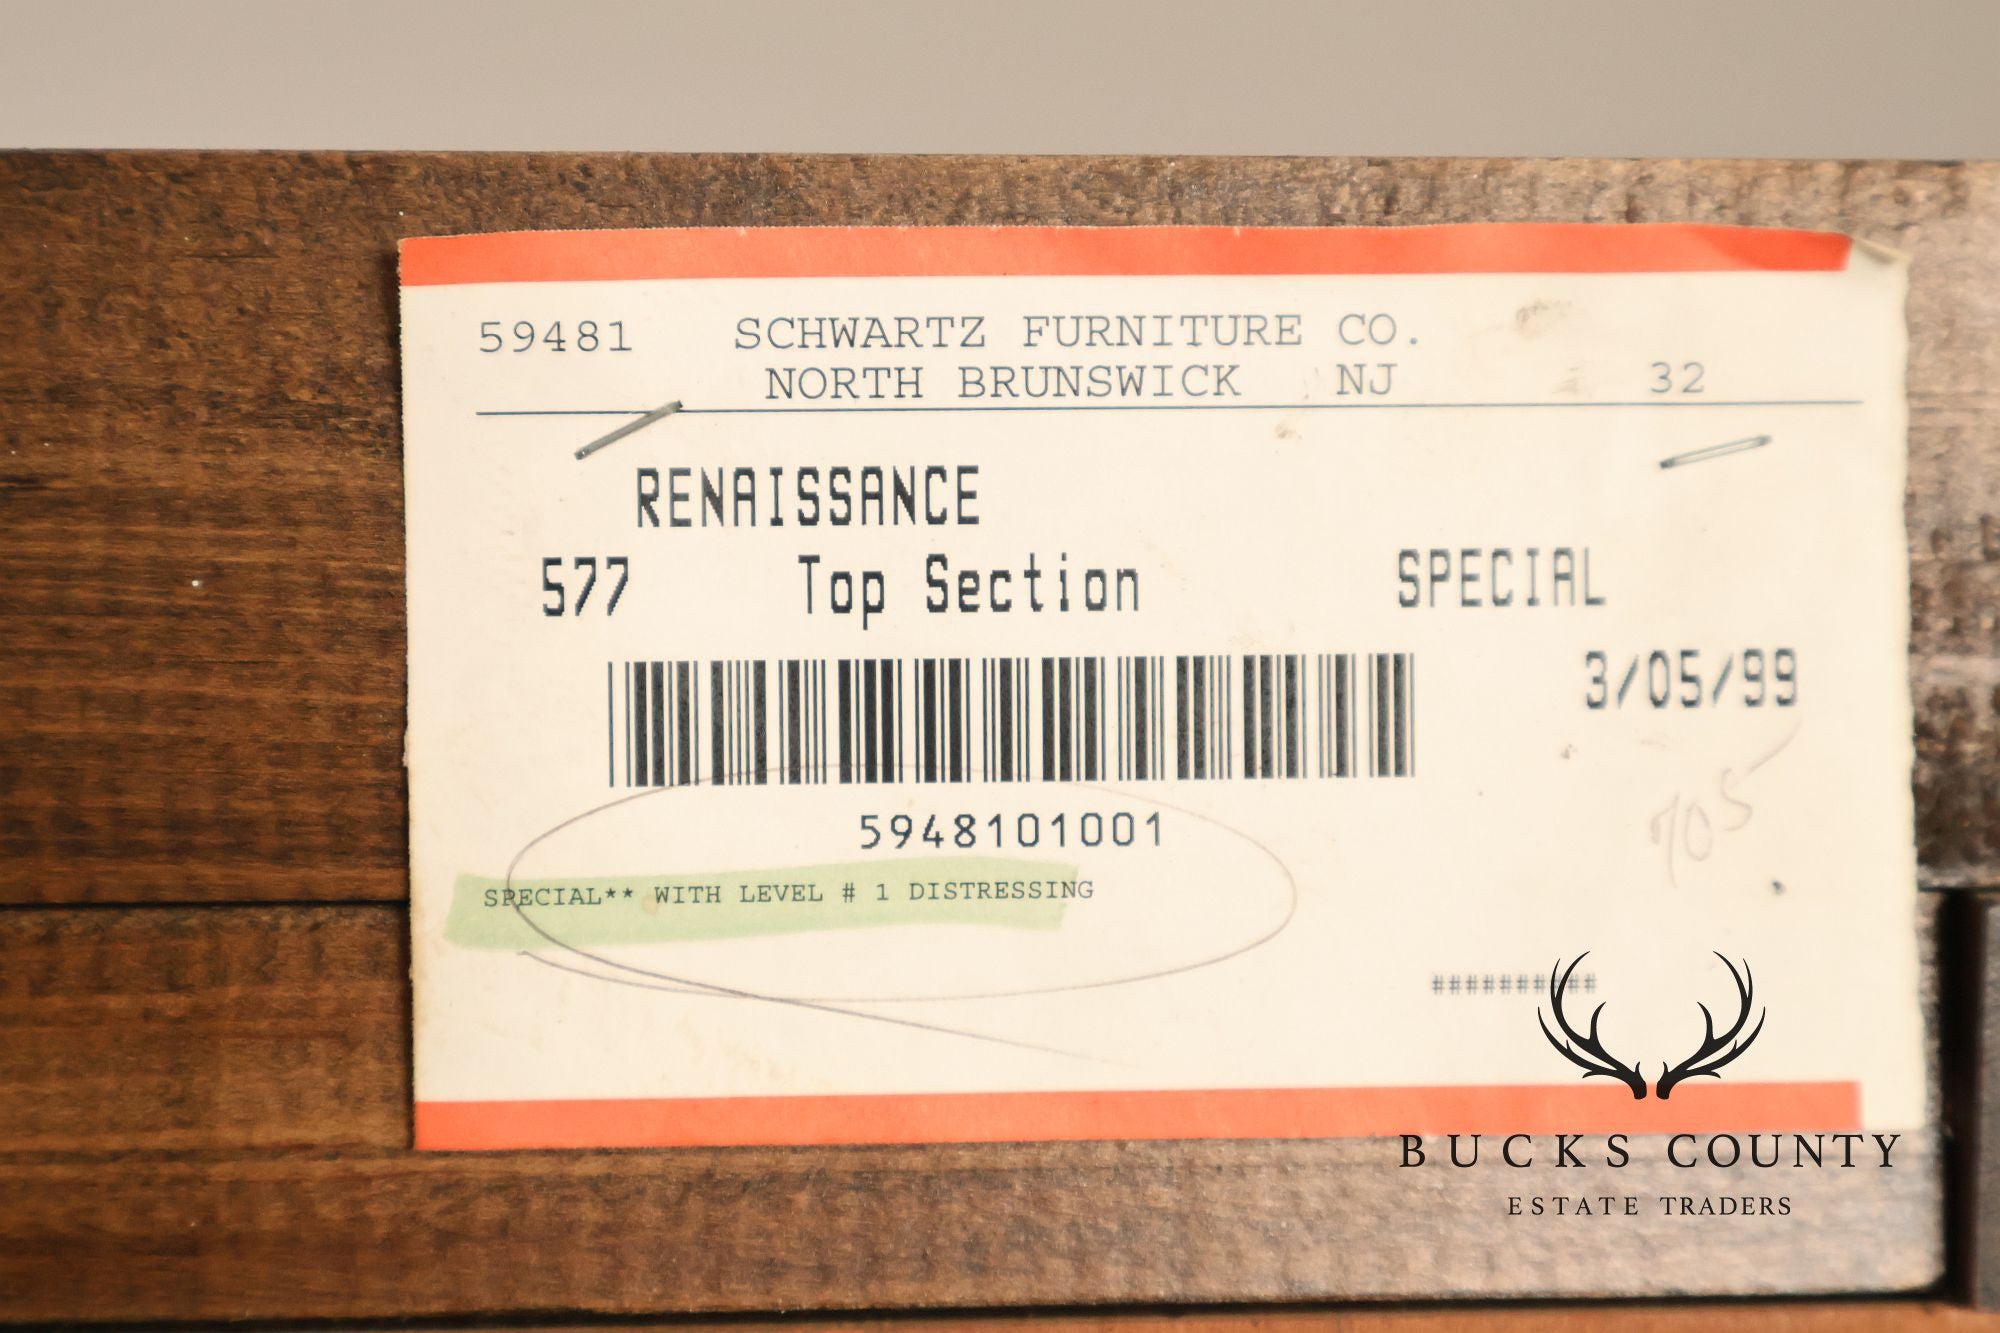 59481 SCHWARTZ FURNITURE CO.
NORTH BRUNSWICK NJ 32
RENAISSANCE
577 Top Section SPECIAL
3/05/99
705
5948101001
SPECIAL** WITH LEVEL # 1 DISTRESSING
##########
BUCKS COUNTY
ESTATE TRADERS